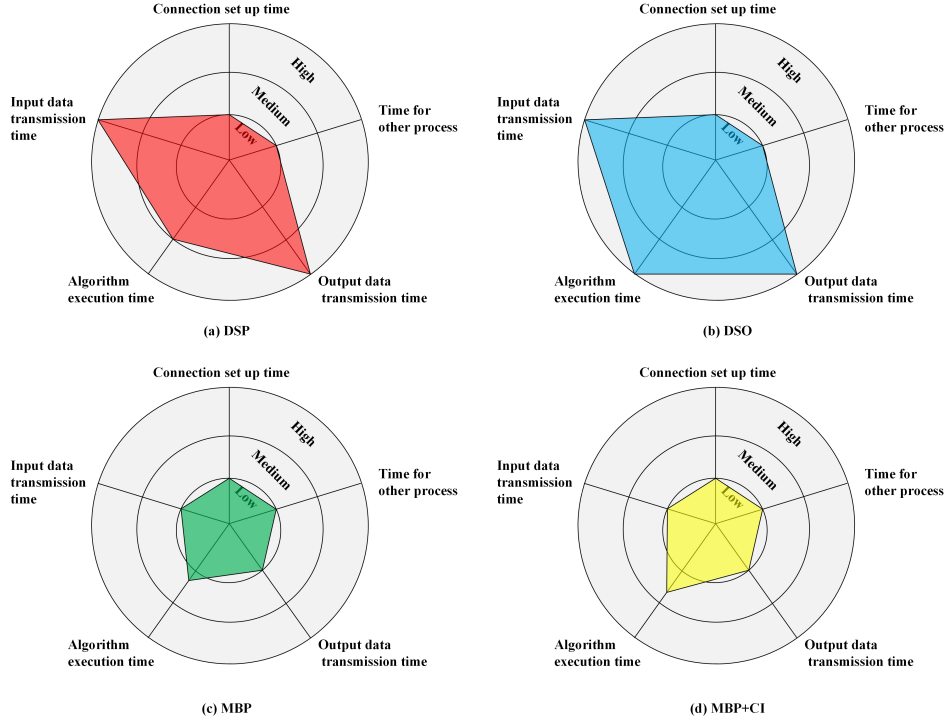 Connection set up time
High
Medium
Low
Input data
transmission
time
Time for
other process
Algorithm
execution time
Output data
transmission time
(a) DSP
Connection set up time
High
Medium
Low
Input data
transmission
time
Time for
other process
Algorithm
execution time
Output data
transmission time
(b) DSO
Connection set up time
High
Medium
Low
Input data
transmission
time
Time for
other process
Algorithm
execution time
Output data
transmission time
(c) MBP
Connection set up time
High
Medium
Low
Input data
transmission
time
Time for
other process
Algorithm
execution time
Output data
transmission time
(d) MBP+CI